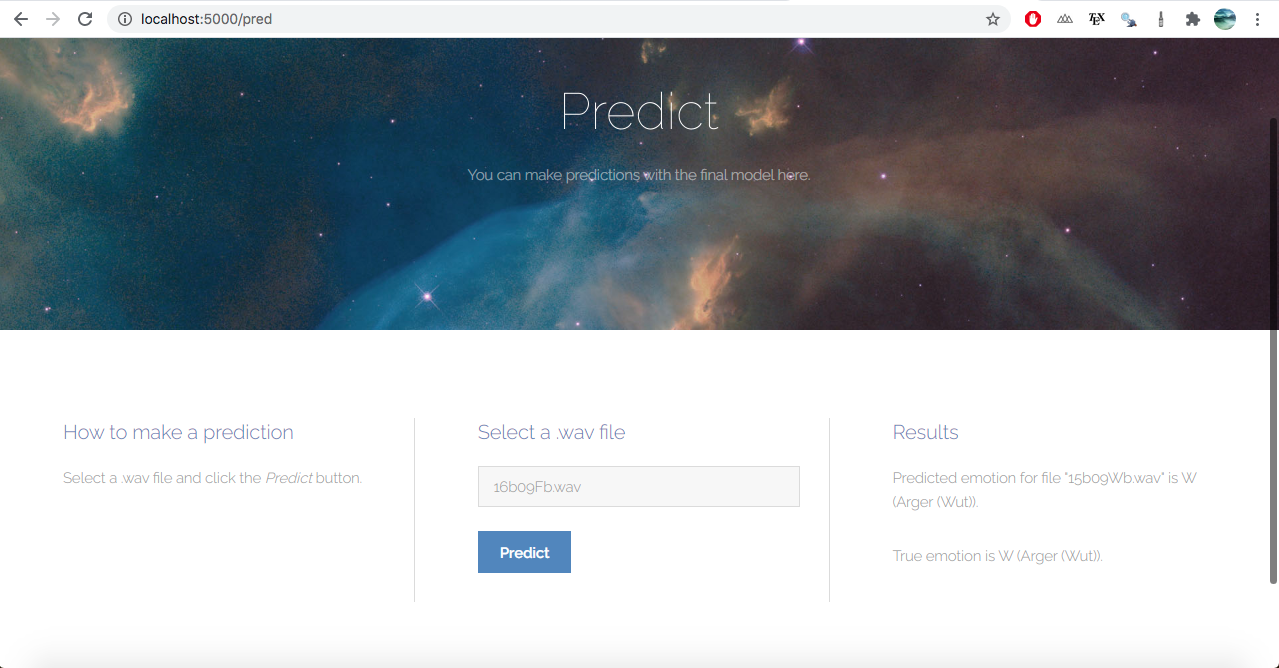 localhost:5000/pred
TEX
Predict
You can make predictions with the final model here.
How to make a prediction
Select a .wav file and click the Predict button.
Select a .wav file
16b09Fb.wav
Predict
Results
Predicted emotion for file "15b09Wb.wav" is W
(Arger (Wut)).
True emotion is W (Arger (Wut)).